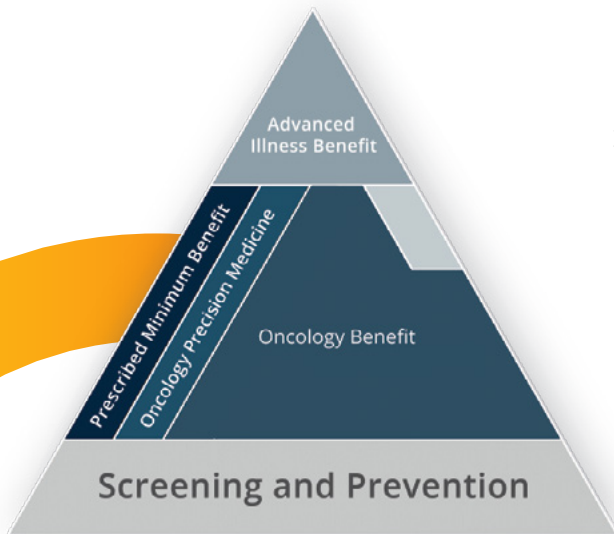 Advanced
Illness Benefit
Prescribed Minimum Benefit
Oncology Precision Medicine
Oncology Benefit
Screening and Prevention